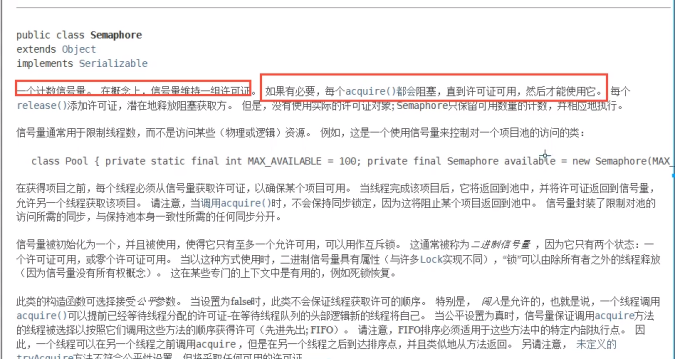 public class Semaphore
extends Object
implements Serializable
一个计数信号量。 在概念上，信号量维持一组许可证。 如果有必要，每个acquire()都会阻塞，直到许可证可用，然后才能使用它。 每个
release()添加许可证，潜在地释放阻塞获取方。 但是，没有使用实际的许可证对象; Semaphore只保留可用数量的计数，并相应地执行。
信号量通常用于限制线程数，而不是访问某些（物理或逻辑）资源。 例如，这是一个使用信号量来控制对一个项目池的访问的类：
class Pool { private static final int MAX_AVAILABLE = 100; private final Semaphore available = new Semaphore(MAX_
在获得项目之前，每个线程必须从信号量获取许可证，以确保某个项目可用。 当线程完成该项目后，它将返回到池中，并将许可证返回到信号量，
允许另一个线程获取该项目。 请注意，当调用acquire()时，不会保持同步锁定，因为这将阻止某个项目返回到池中。 信号量封装了限制对池的
访问所需的同步，与保持池本身一致性所需的任何同步分开。
信号量被初始化为一个，并且被使用，使得它只有至多一个允许可用，可以用作互斥锁。 这通常被称为二进制信号量 ，因为它只有两个状态：一
个许可证可用，或零个许可证可用。 当以这种方式使用时，二进制信号量具有属性（与许多Lock实现不同），“锁”可以由除所有者之外的线程释放
（因为信号量没有所有权概念）。 这在某些专门的上下文中是有用的，例如死锁恢复。
此类的构造函数可选择接受公平参数。 当设置为false时，此类不会保证线程获取许可的顺序。 特别是， 闯入是允许的，也就是说，一个线程调用
acquire()可以提前已经等待线程分配的许可证-在等待线程队列的头部逻辑新的线程将自己。 当公平设置为真时，信号量保证调用acquire方法
的线程被选择以按照它们调用这些方法的顺序获得许可（先进先出; FIFO）。 请注意，FIFO排序必须适用于这些方法中的特定内部执行点。 因
此，一个线程可以在另一个线程之前调用acquire ，但是在另一个线程之后到达排序点，并且类似地从方法返回。 另请注意， 未定义的
tryAcquire方法不符合公平性设置，但将采取任何可用的许可证。